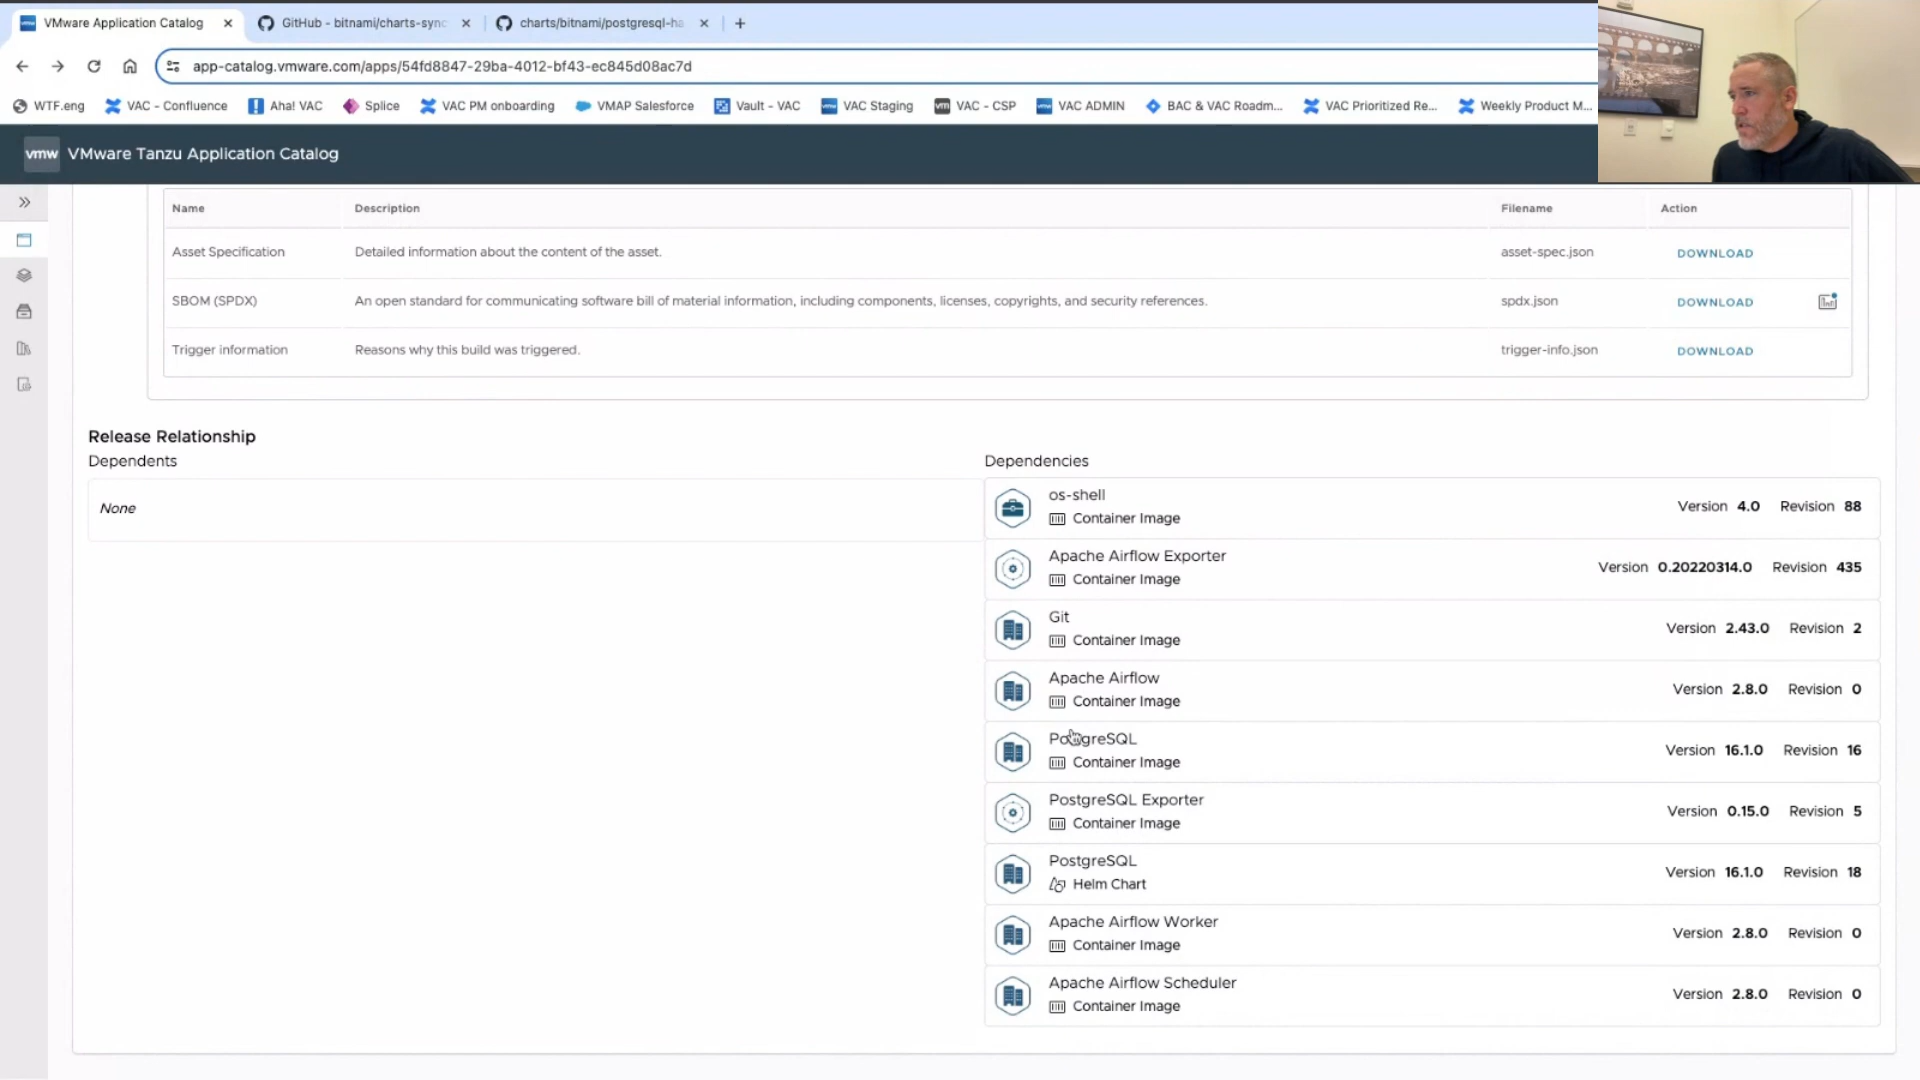 VMware Application Catalog
GitHub - bitnami/charts-sync
charts/bitnami/postgresql-ha
app-catalog.vmware.com/apps/54fd8847-29ba-4012-bf43-ec845d08ac7d
WTF.eng
VAC - Confluence
Aha! VAC
Splice
VAC PM onboarding
VMAP Salesforce
Vault - VAC
VAC Staging
VAC - CSP
VAC ADMIN
BAC & VAC Roadm...
VAC Prioritized Re...
Weekly Product M...
vmw VMware Tanzu Application Catalog
Name Description Filename Action
Asset Specification Detailed information about the content of the asset. asset-spec.json DOWNLOAD
SBOM (SPDX) An open standard for communicating software bill of material information, including components, licenses, copyrights, and security references. spdx.json DOWNLOAD
Trigger information Reasons why this build was triggered. trigger-info.json DOWNLOAD
Release Relationship
Dependents
None
Dependencies
os-shell
Container Image
Version 4.0 Revision 88
Apache Airflow Exporter
Container Image
Version 0.20220314.0 Revision 435
Git
Container Image
Version 2.43.0 Revision 2
Apache Airflow
Container Image
Version 2.8.0 Revision 0
PostgreSQL
Container Image
Version 16.1.0 Revision 16
PostgreSQL Exporter
Container Image
Version 0.15.0 Revision 5
PostgreSQL
Helm Chart
Version 16.1.0 Revision 18
Apache Airflow Worker
Container Image
Version 2.8.0 Revision 0
Apache Airflow Scheduler
Container Image
Version 2.8.0 Revision 0